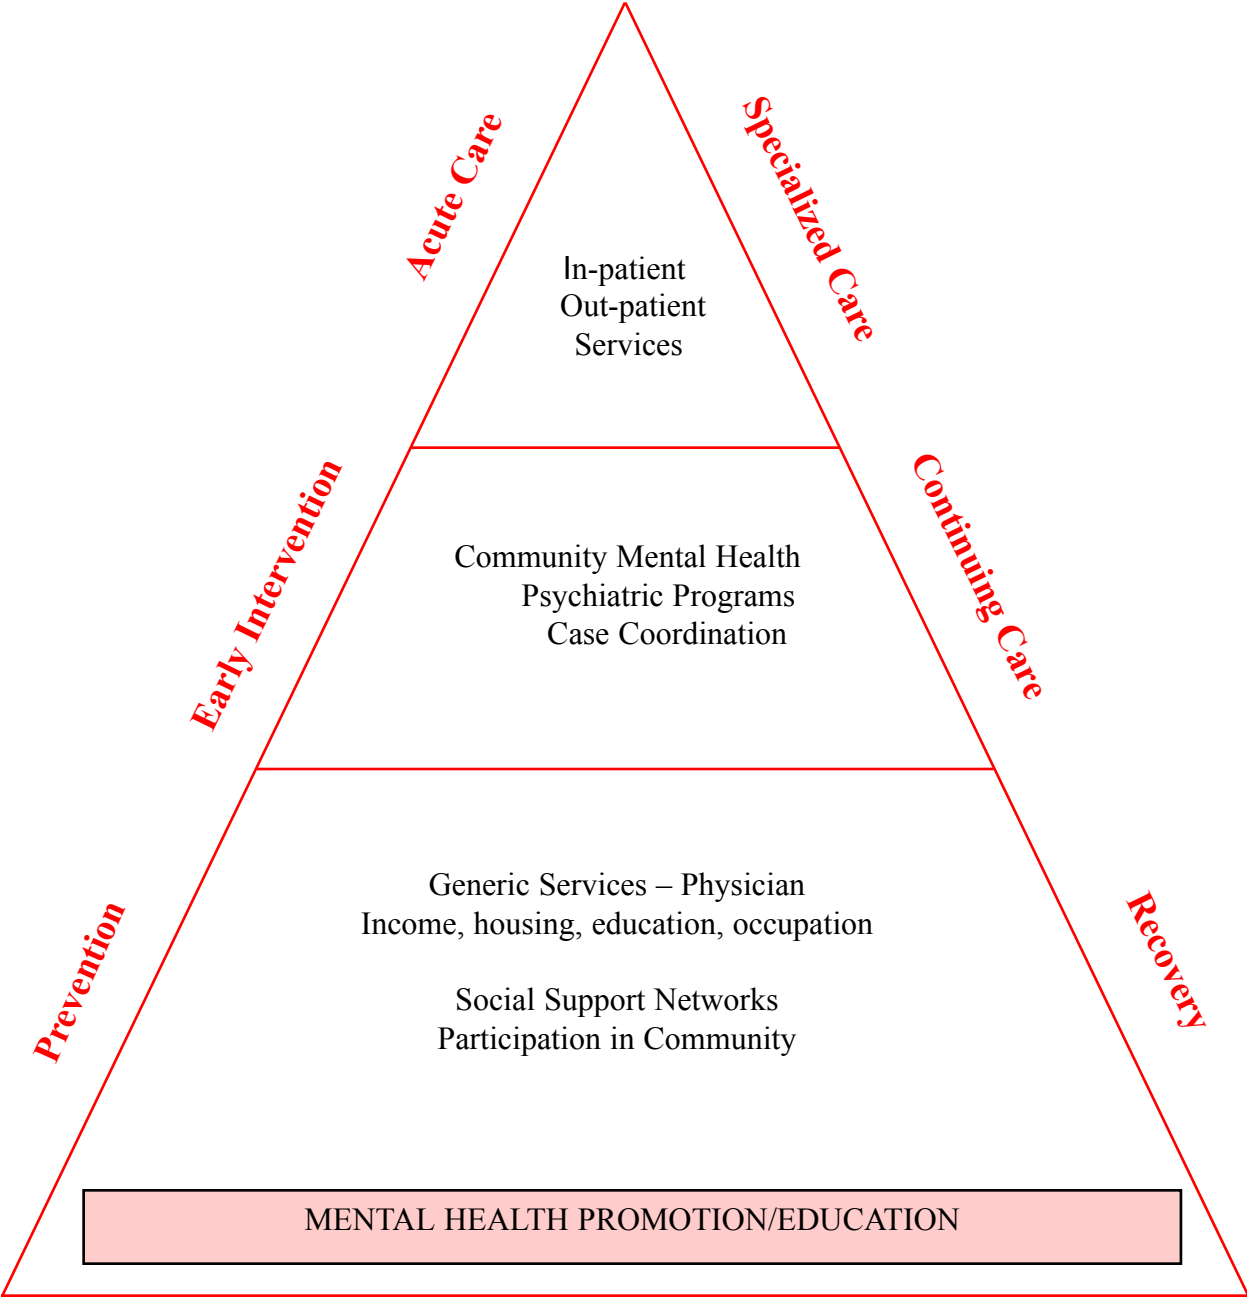 Acute Care
Specialized Care
In-patient
Out-patient
Services
Early Intervention
Continuing Care
Community Mental Health
Psychiatric Programs
Case Coordination
Prevention
Recovery
Generic Services – Physician
Income, housing, education, occupation
Social Support Networks
Participation in Community
MENTAL HEALTH PROMOTION/EDUCATION